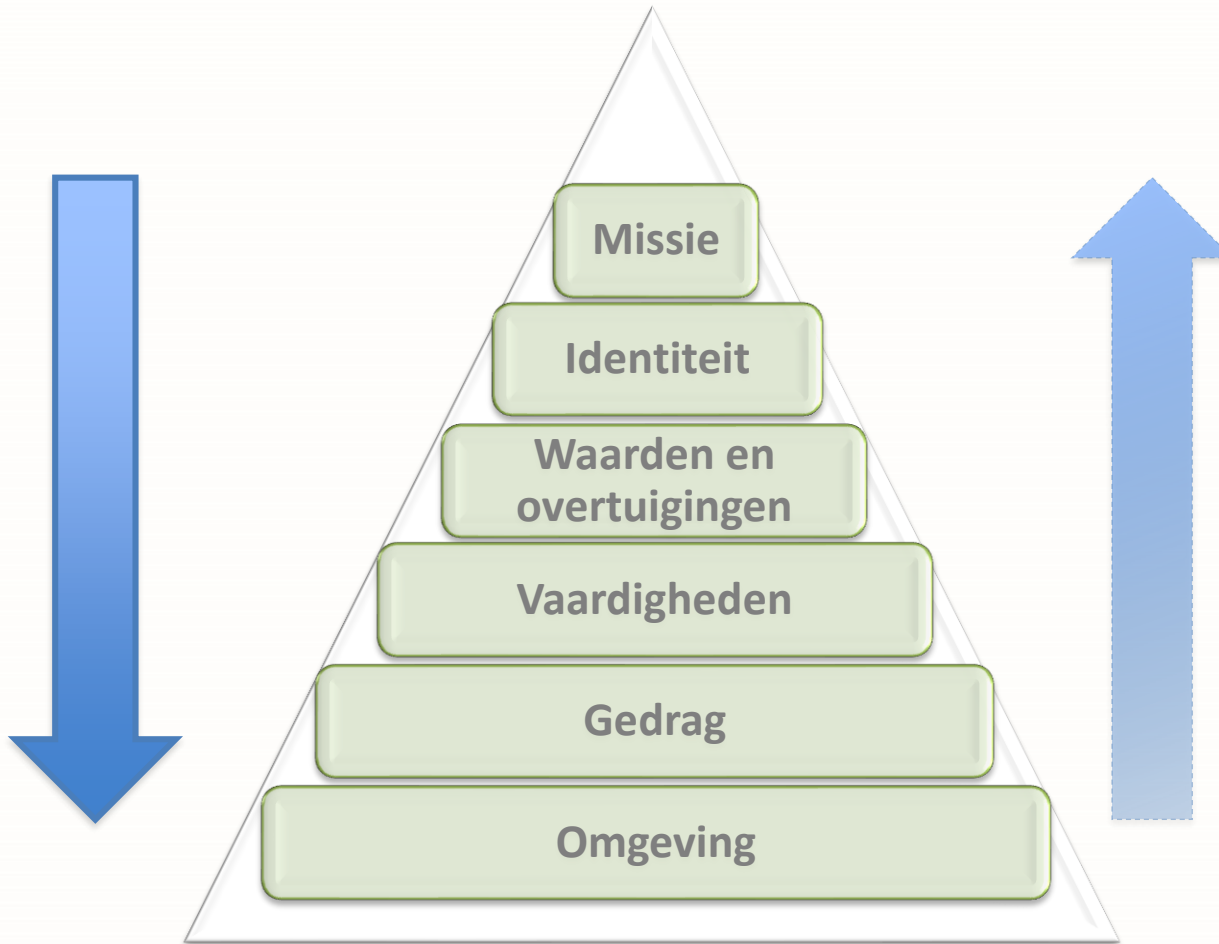 Missie
Identiteit
Waarden en
overtuigingen
Vaardigheden
Gedrag
Omgeving